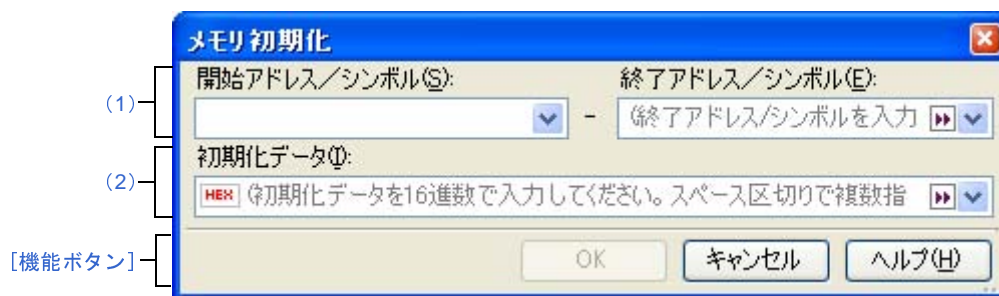 メモリ初期化
開始アドレス／シンボル(S): 終了アドレス／シンボル(E):
(1)
- (終了アドレス/シンボルを入力
初期化データ(I):
(2)
HEX (初期化データを16進数で入力してください。スペース区切りで複数指
[機能ボタン] OK キャンセル ヘルプ(H)